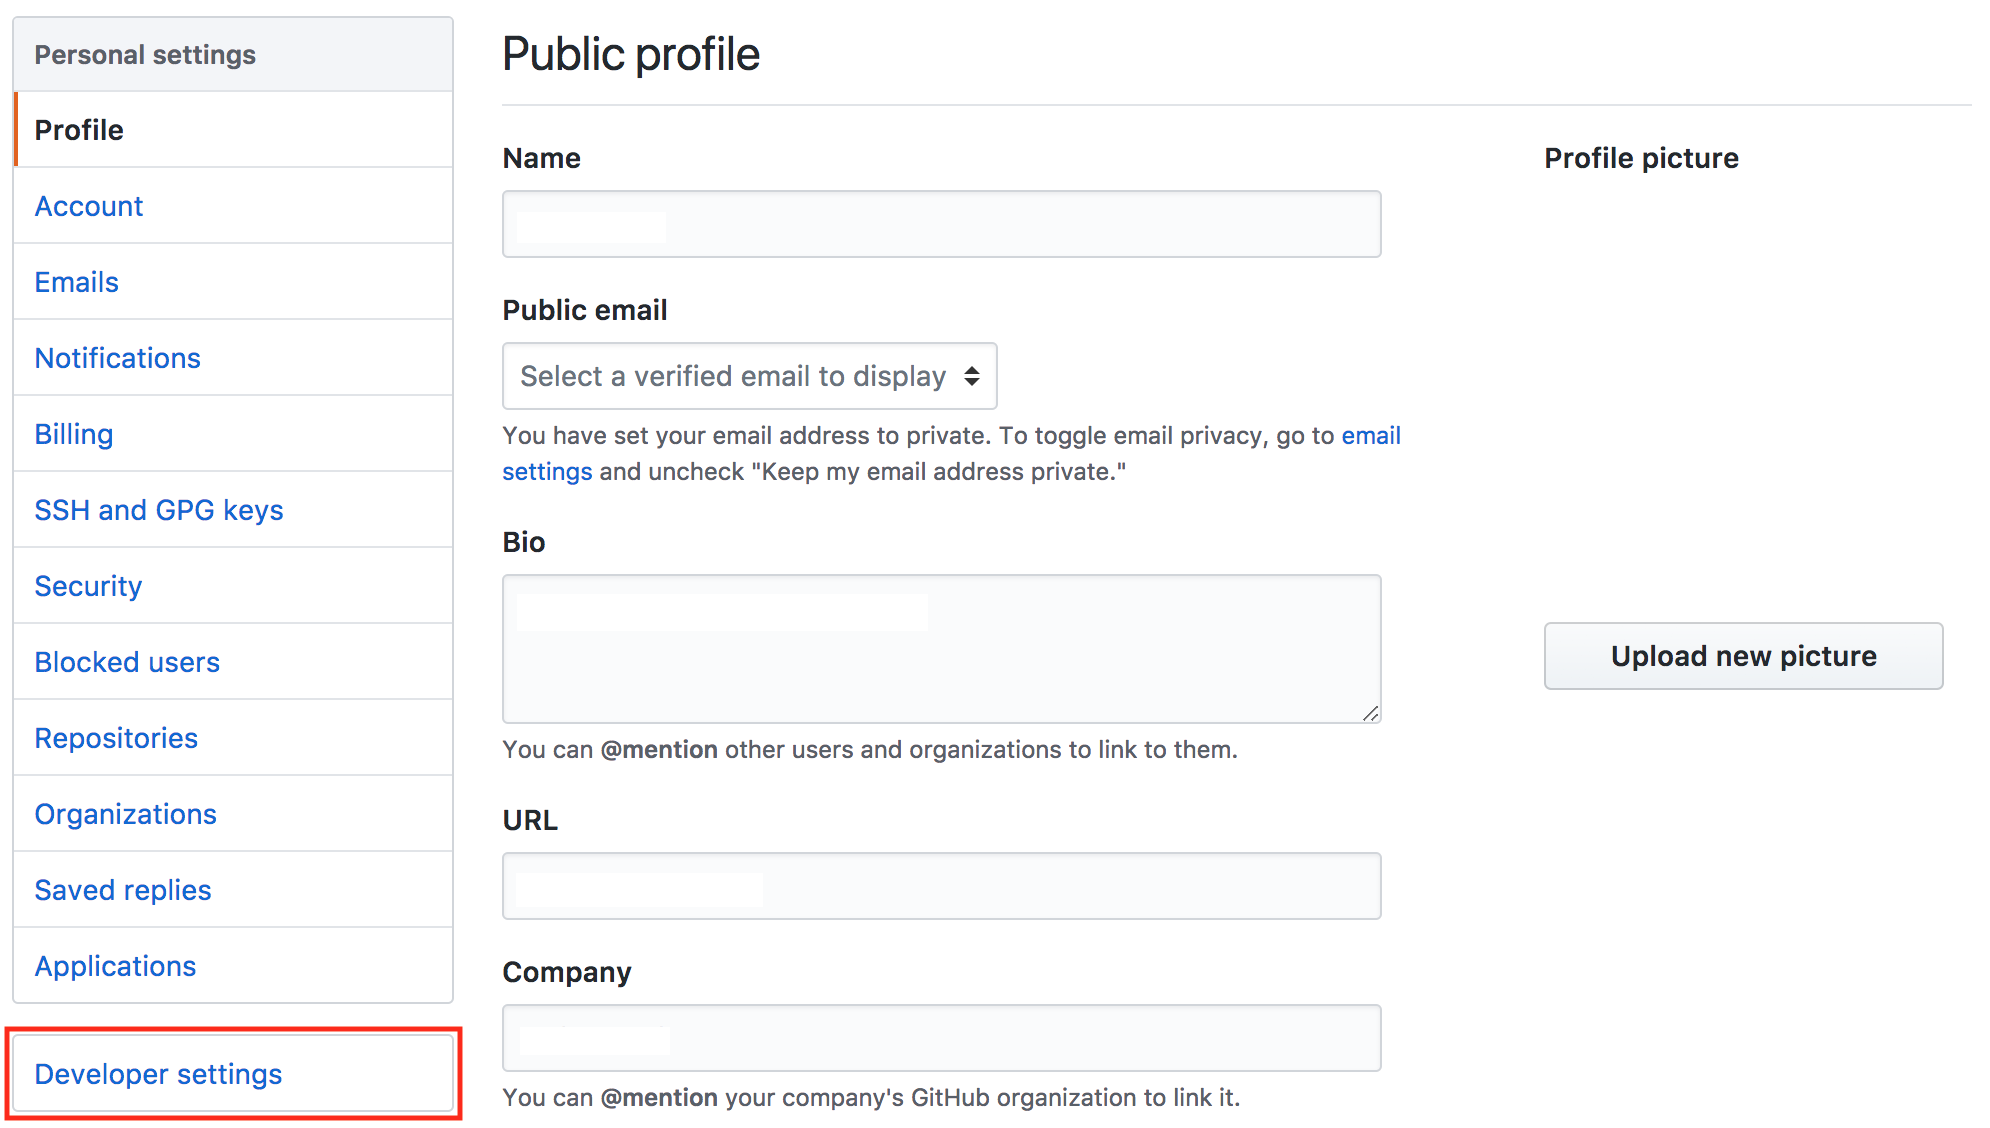 Personal settings
Profile
Account
Emails
Notifications
Billing
SSH and GPG keys
Security
Blocked users
Repositories
Organizations
Saved replies
Applications
Developer settings
Public profile
Name
Public email
Select a verified email to display
You have set your email address to private. To toggle email privacy, go to email
settings and uncheck "Keep my email address private."
Bio
You can @mention other users and organizations to link to them.
URL
Company
You can @mention your company's GitHub organization to link it.
Profile picture
Upload new picture